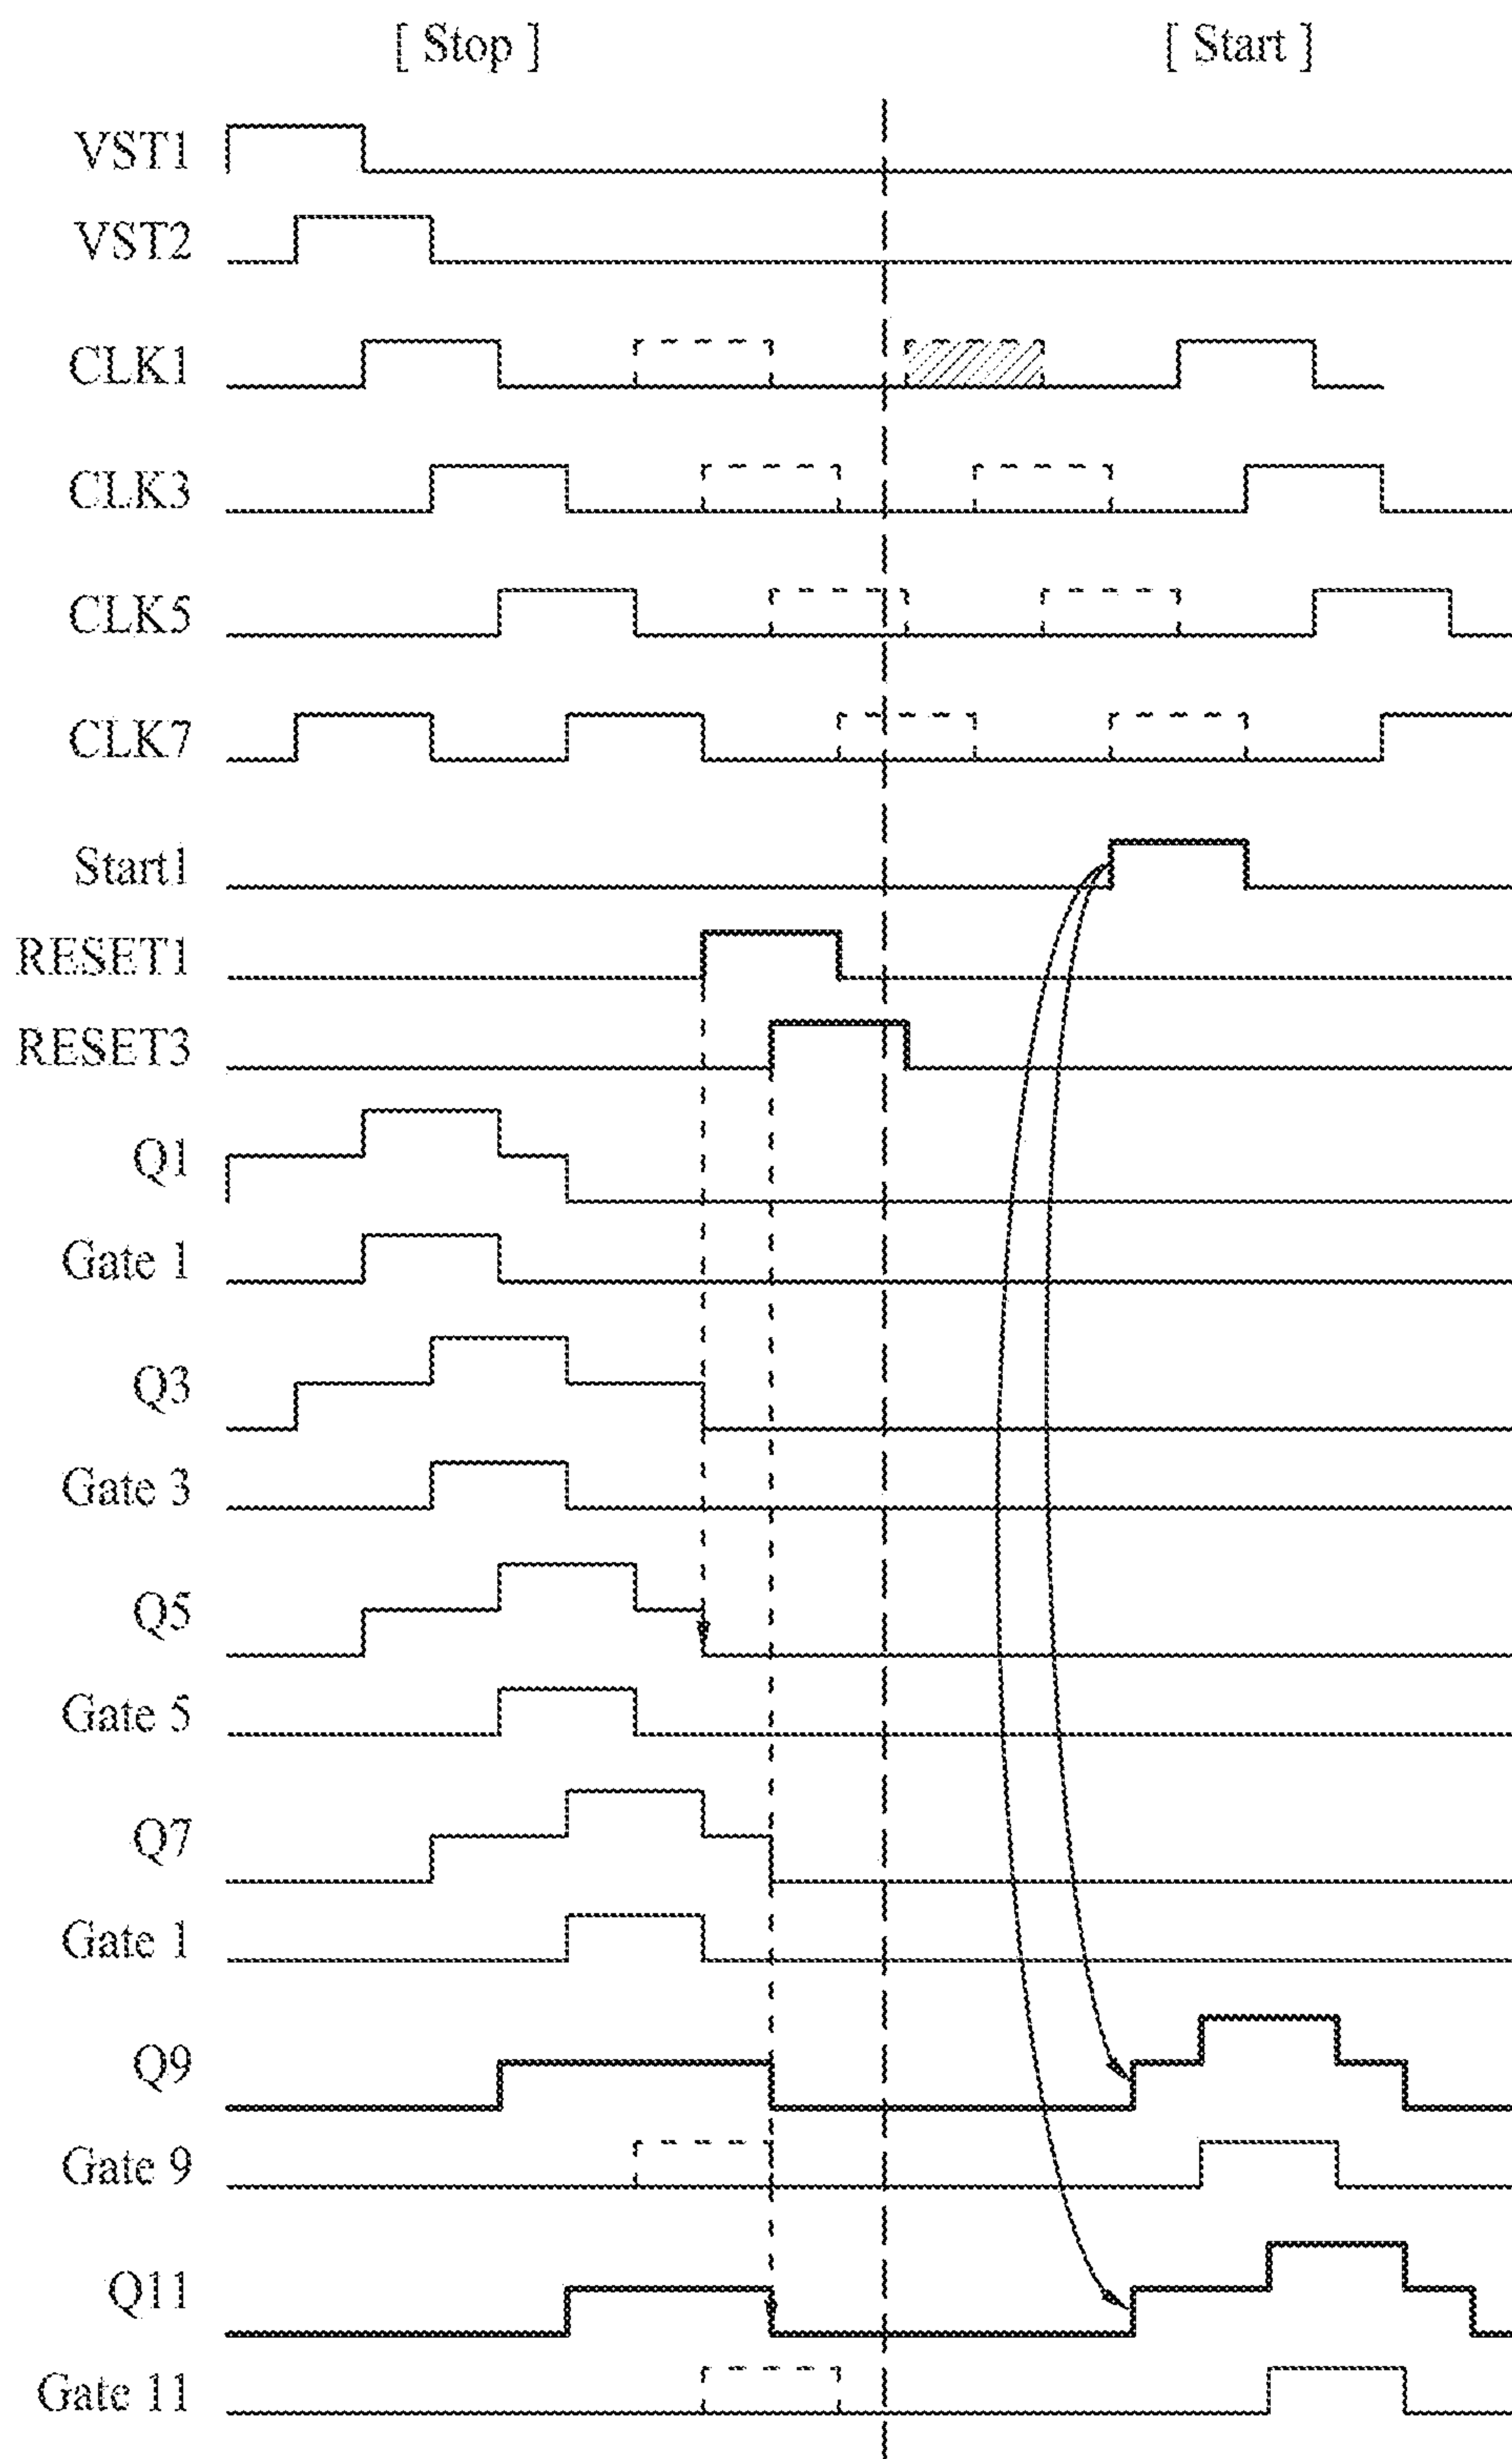 [ Stop ]
[ Start ]
VST1
VST2
CLK1
CLK3
CLK5
CLK7
Start1
RESET1
RESET3
Q1
Gate 1
Q3
Gate 3
Q5
Gate 5
Q7
Gate 1
Q9
Gate 9
Q11
Gate 11